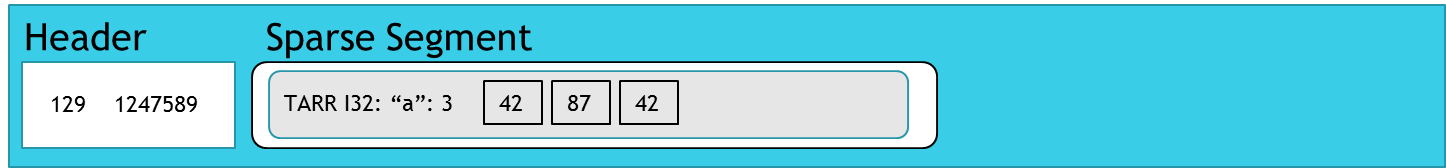 Header
Sparse Segment
129 1247589
TARR I32: “a”: 3 42 87 42